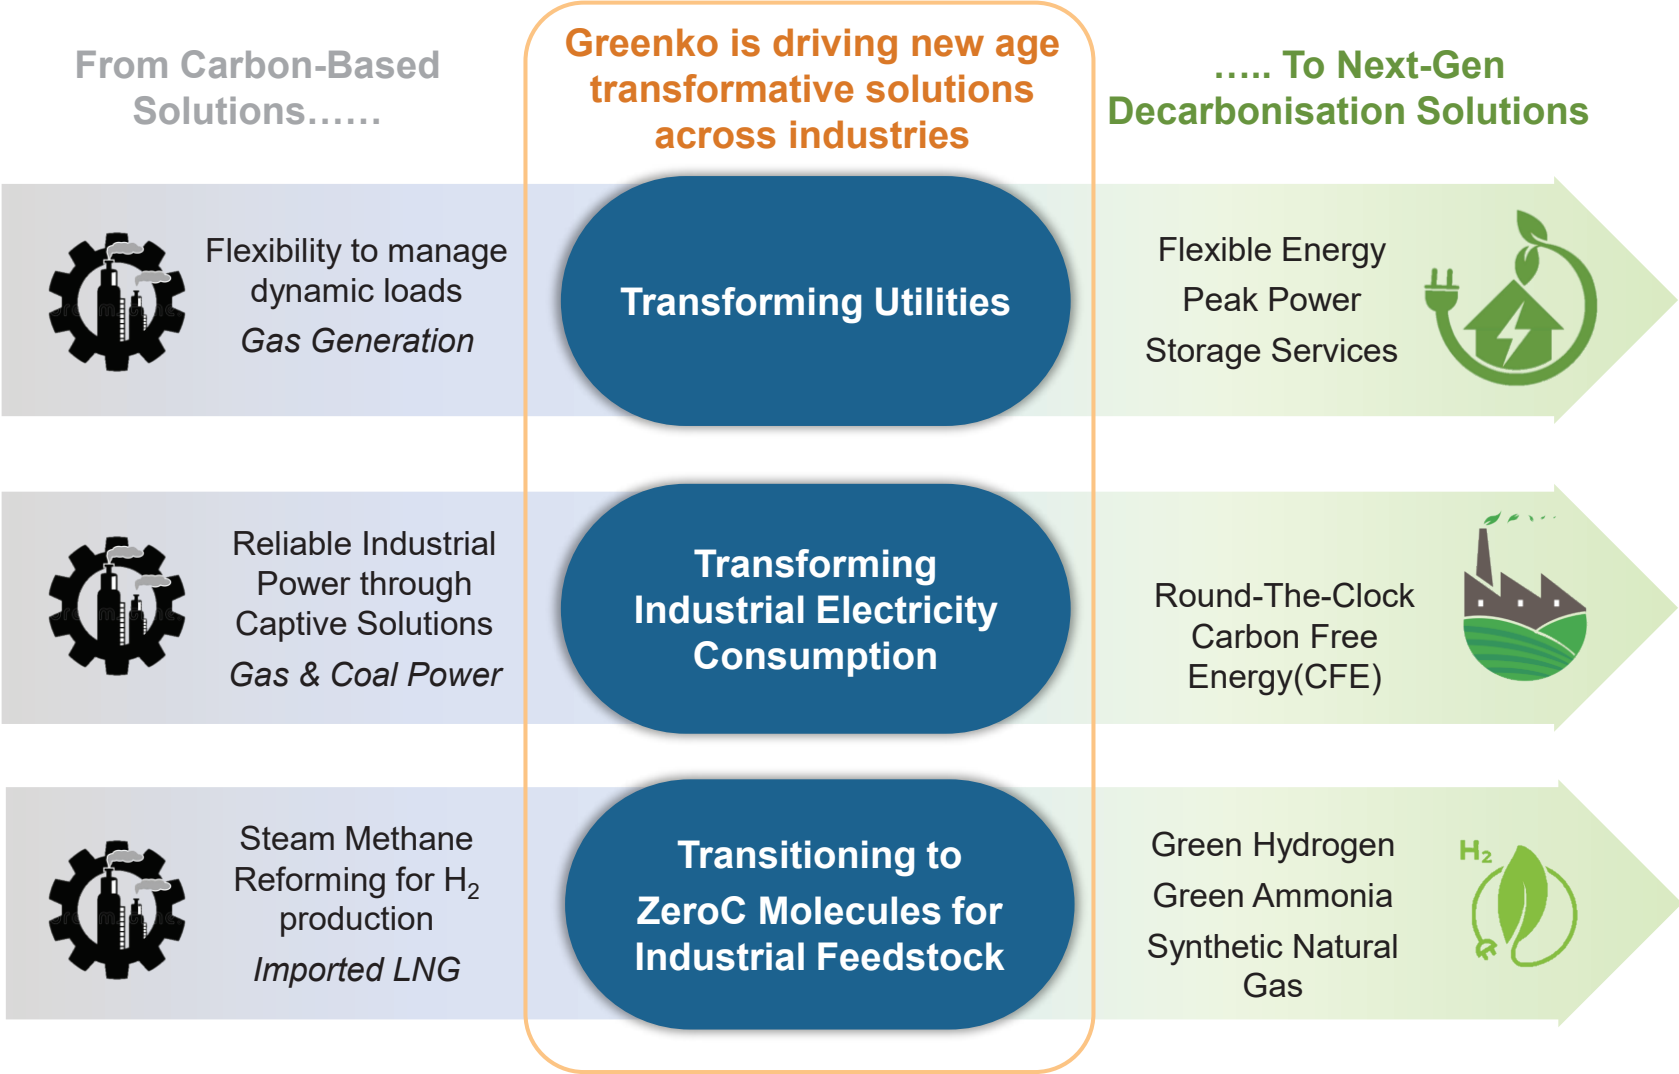 From Carbon-Based
Solutions……
Greenko is driving new age
transformative solutions
across industries
….. To Next-Gen
Decarbonisation Solutions
Flexibility to manage
dynamic loads
Gas Generation
Transforming Utilities
Flexible Energy
Peak Power
Storage Services
Reliable Industrial
Power through
Captive Solutions
Gas & Coal Power
Transforming
Industrial Electricity
Consumption
Round-The-Clock
Carbon Free
Energy(CFE)
Steam Methane
Reforming for H₂
production
Imported LNG
Transitioning to
ZeroC Molecules for
Industrial Feedstock
Green Hydrogen
Green Ammonia
Synthetic Natural
Gas
H₂